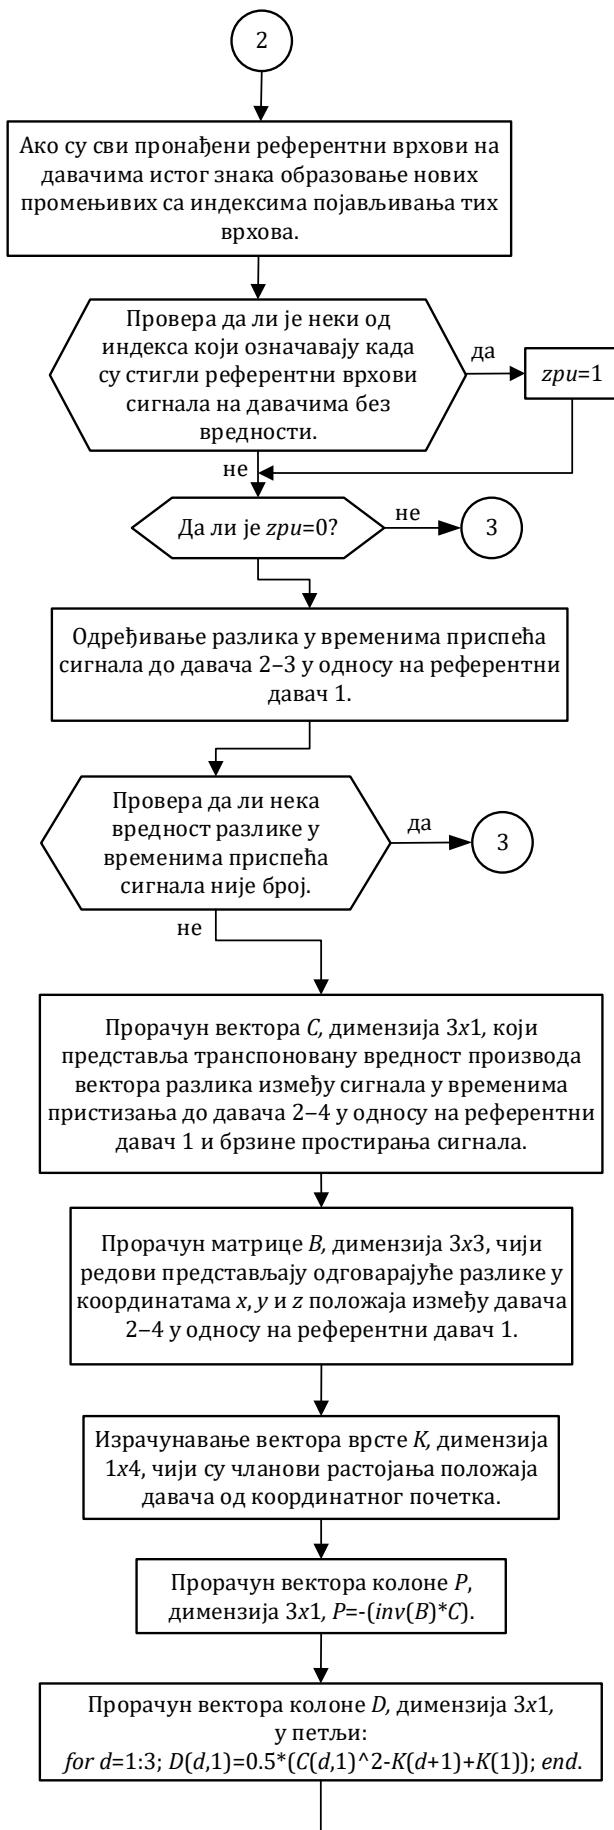 2
Ако су сви пронађени референтни врхови на
давачима истог знака образовање нових
промењивих са индексима појављивања тих
врхова.
Провера да ли је неки од
индекса који означавају када
су стигли референтни врхови
сигнала на давачима без
вредности.
да
zpu=1
не
Да ли је zpu=0?
не
3
Одређивање разлика у временима приспећа
сигнала до давача 2–3 у односу на референтни
давач 1.
Провера да ли нека
вредност разлике у
временима приспећа
сигнала није број.
да
3
не
Прорачун вектора C, димензија 3x1, који
представља транспоновану вредност производа
вектора разлика између сигнала у временима
пристизања до давача 2–4 у односу на референтни
давач 1 и брзине простирања сигнала.
Прорачун матрице B, димензија 3x3, чији
редови представљају одговарајуће разлике у
координатама x, y и z положаја између давача
2–4 у односу на референтни давач 1.
Израчунавање вектора врсте K, димензија
1x4, чији су чланови растојања положаја
давача од координатног почетка.
Прорачун вектора колоне P,
димензија 3x1, P=-(inv(B)*C).
Прорачун вектора колоне D, димензија 3x1,
у петљи:
for d=1:3; D(d,1)=0.5*(C(d,1)^2-K(d+1)+K(1)); end.